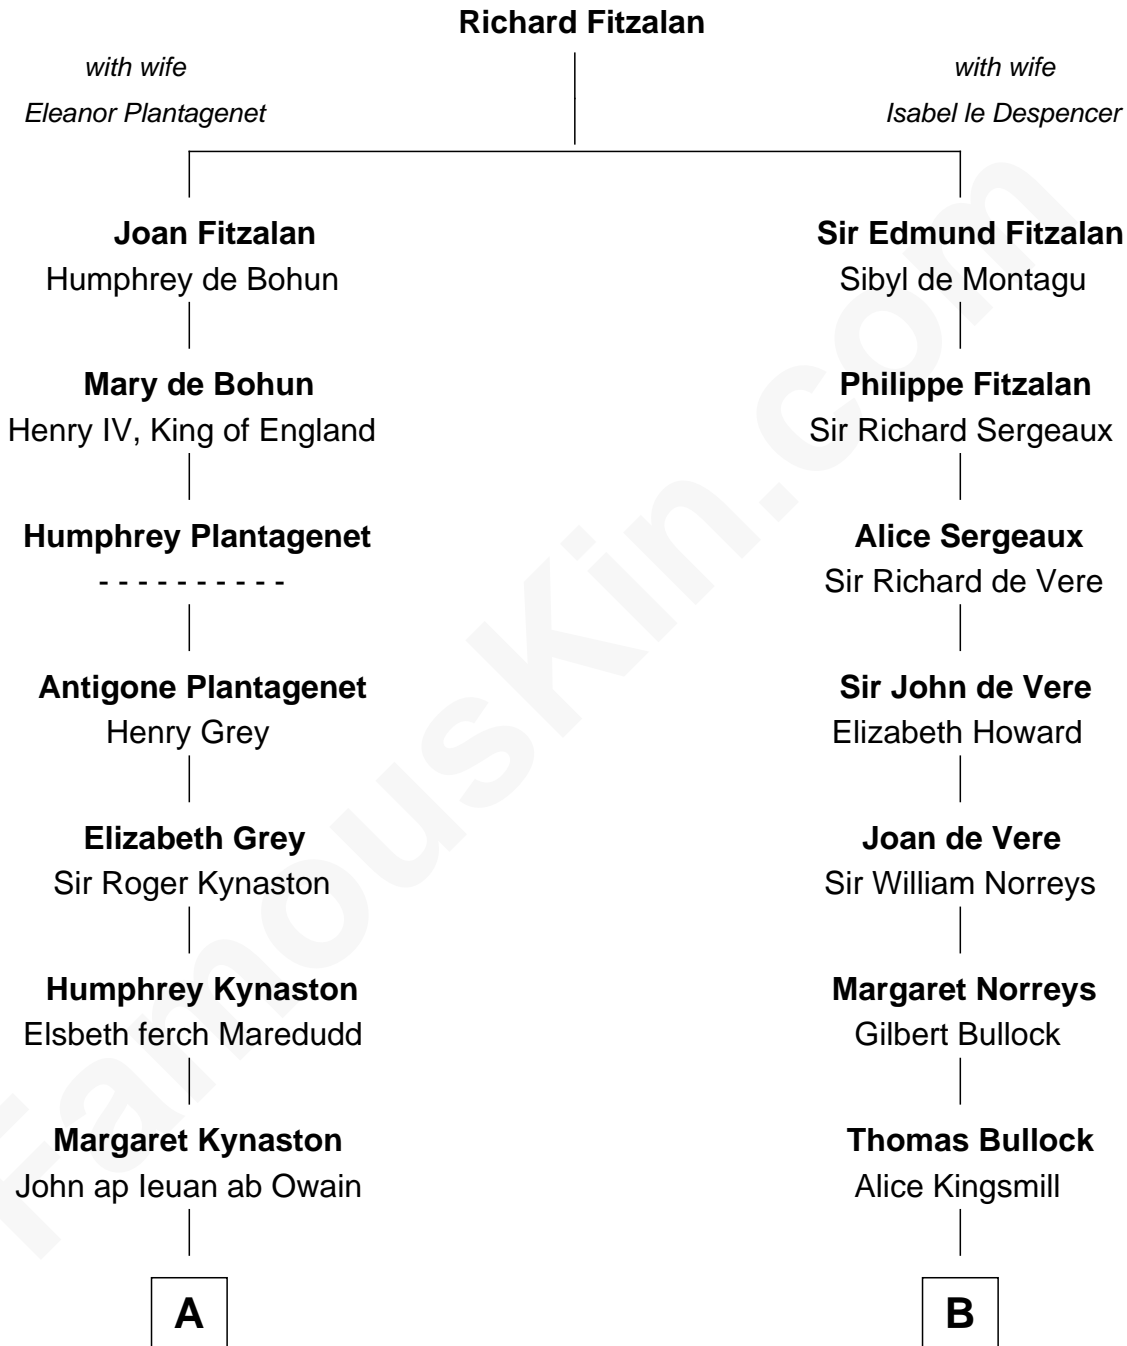 Richard Fitzalan
with wife
Eleanor Plantagenet
with wife
Isabel le Despencer
Joan Fitzalan
Humphrey de Bohun
Sir Edmund Fitzalan
Sibyl de Montagu
Mary de Bohun
Henry IV, King of England
Philippe Fitzalan
Sir Richard Sergeaux
Humphrey Plantagenet
- - - - - - - - - -
Alice Sergeaux
Sir Richard de Vere
Antigone Plantagenet
Henry Grey
Sir John de Vere
Elizabeth Howard
Elizabeth Grey
Sir Roger Kynaston
Joan de Vere
Sir William Norreys
Humphrey Kynaston
Elsbeth ferch Maredudd
Margaret Norreys
Gilbert Bullock
Margaret Kynaston
John ap Ieuan ab Owain
Thomas Bullock
Alice Kingsmill
A
B
FamousKin.com